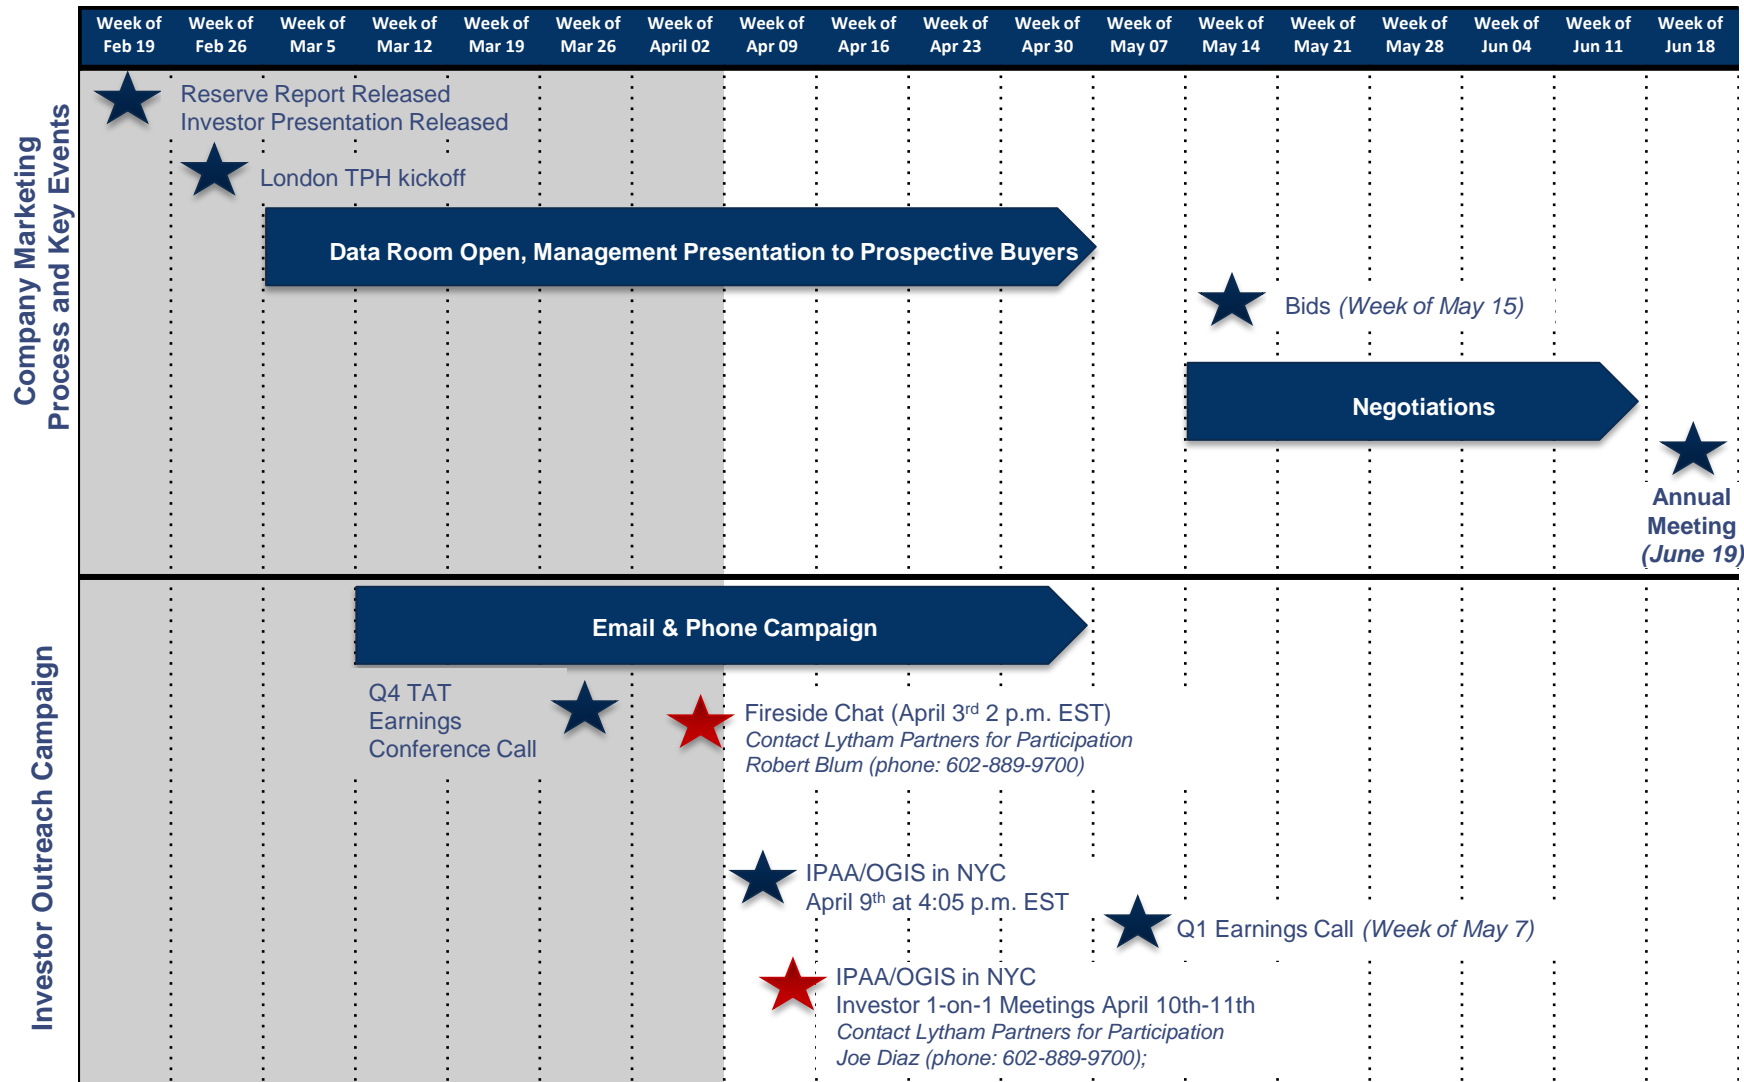 Week of Feb 19
Week of Feb 26
Week of Mar 5
Week of Mar 12
Week of Mar 19
Week of Mar 26
Week of April 02
Week of Apr 09
Week of Apr 16
Week of Apr 23
Week of Apr 30
Week of May 07
Week of May 14
Week of May 21
Week of May 28
Week of Jun 04
Week of Jun 11
Week of Jun 18
Company Marketing
Process and Key Events
Reserve Report Released
Investor Presentation Released
London TPH kickoff
Data Room Open, Management Presentation to Prospective Buyers
Bids (Week of May 15)
Negotiations
Annual
Meeting
(June 19)
Investor Outreach Campaign
Email & Phone Campaign
Q4 TAT
Earnings
Conference Call
Fireside Chat (April 3rd 2 p.m. EST)
Contact Lytham Partners for Participation
Robert Blum (phone: 602-889-9700)
IPAA/OGIS in NYC
April 9th at 4:05 p.m. EST
Q1 Earnings Call (Week of May 7)
IPAA/OGIS in NYC
Investor 1-on-1 Meetings April 10th-11th
Contact Lytham Partners for Participation
Joe Diaz (phone: 602-889-9700);